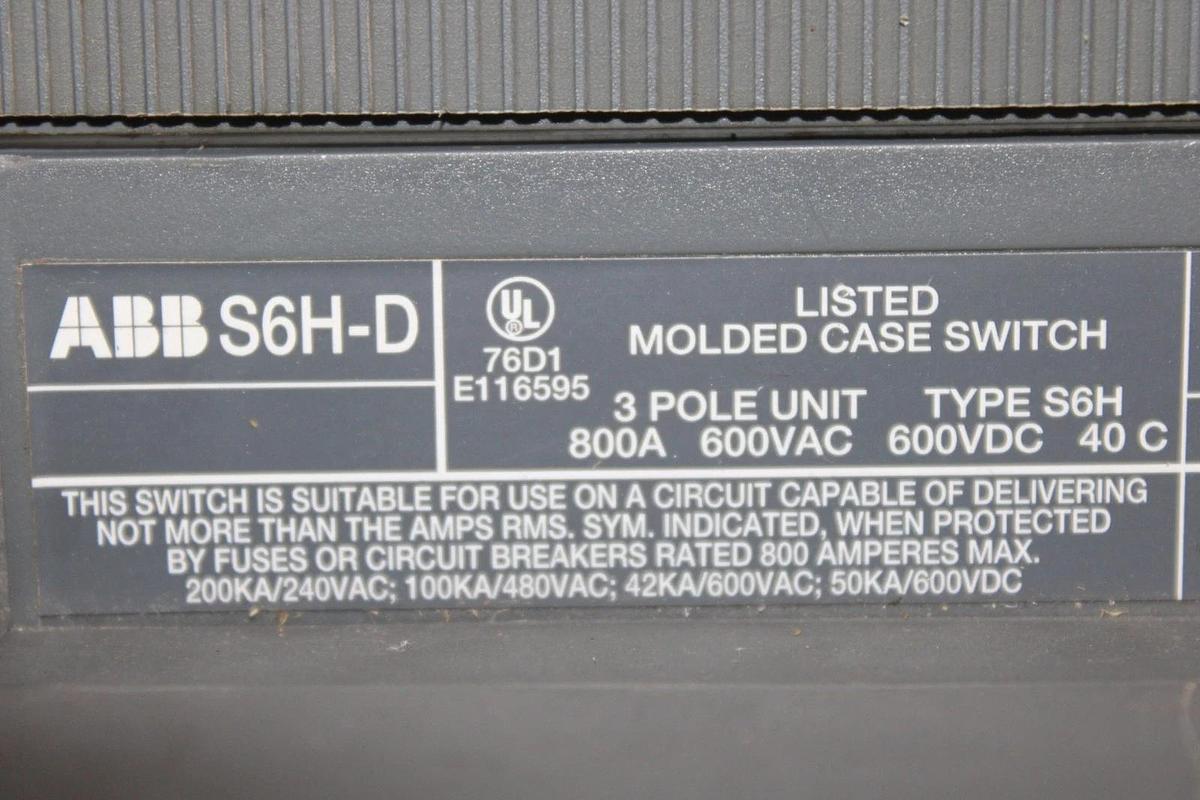 ABB S6H-D
UL
®
76D1
E116595
LISTED
MOLDED CASE SWITCH
3 POLE UNIT TYPE S6H
800A 600VAC 600VDC 40 C
THIS SWITCH IS SUITABLE FOR USE ON A CIRCUIT CAPABLE OF DELIVERING
NOT MORE THAN THE AMPS RMS. SYM. INDICATED, WHEN PROTECTED
BY FUSES OR CIRCUIT BREAKERS RATED 800 AMPERES MAX.
200KA/240VAC; 100KA/480VAC; 42KA/600VAC; 50KA/600VDC